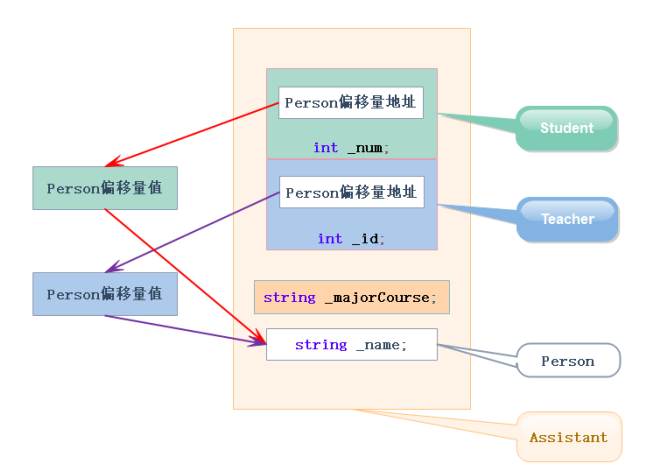 Person偏移量地址
Student
int _num;
Person偏移量值
Person偏移量地址
Teacher
int _id;
Person偏移量值
string _majorCourse;
string _name;
Person
Assistant